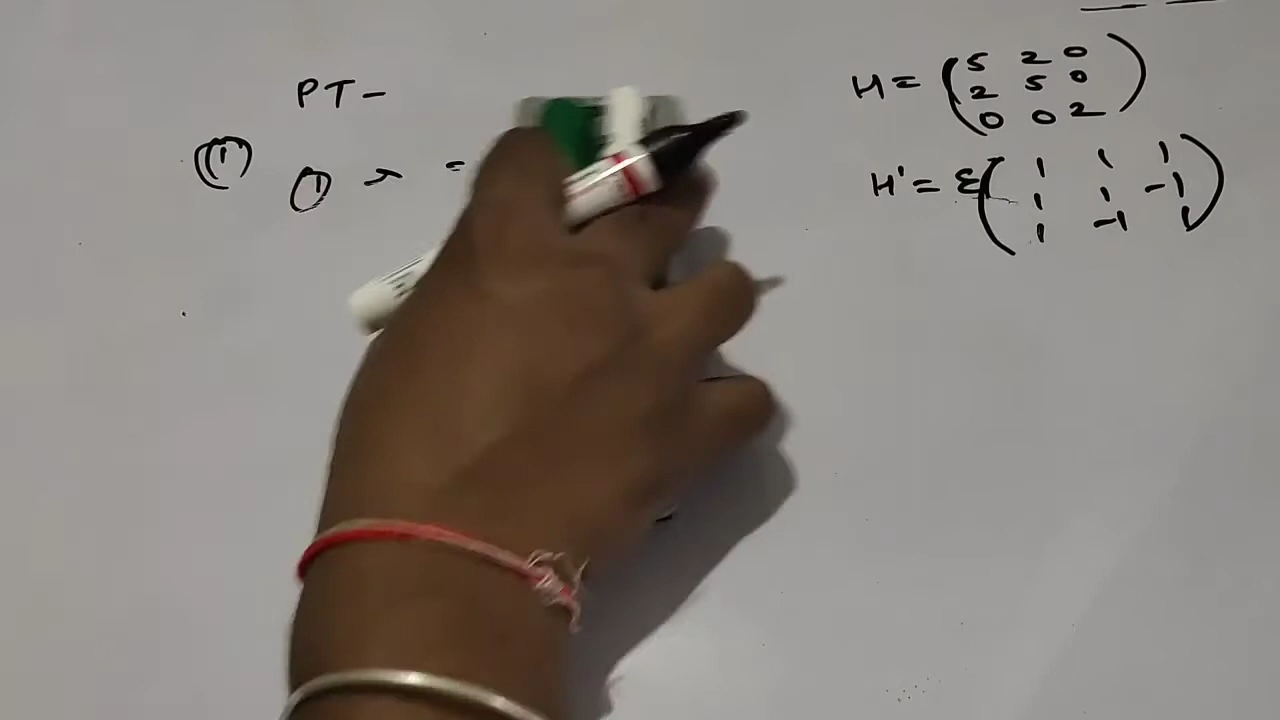 PT -
① ① → =
H = (5 2 0
2 5 0
0 0 2)
H' = ε(1 1 1
1 1 -1
1 -1 1)